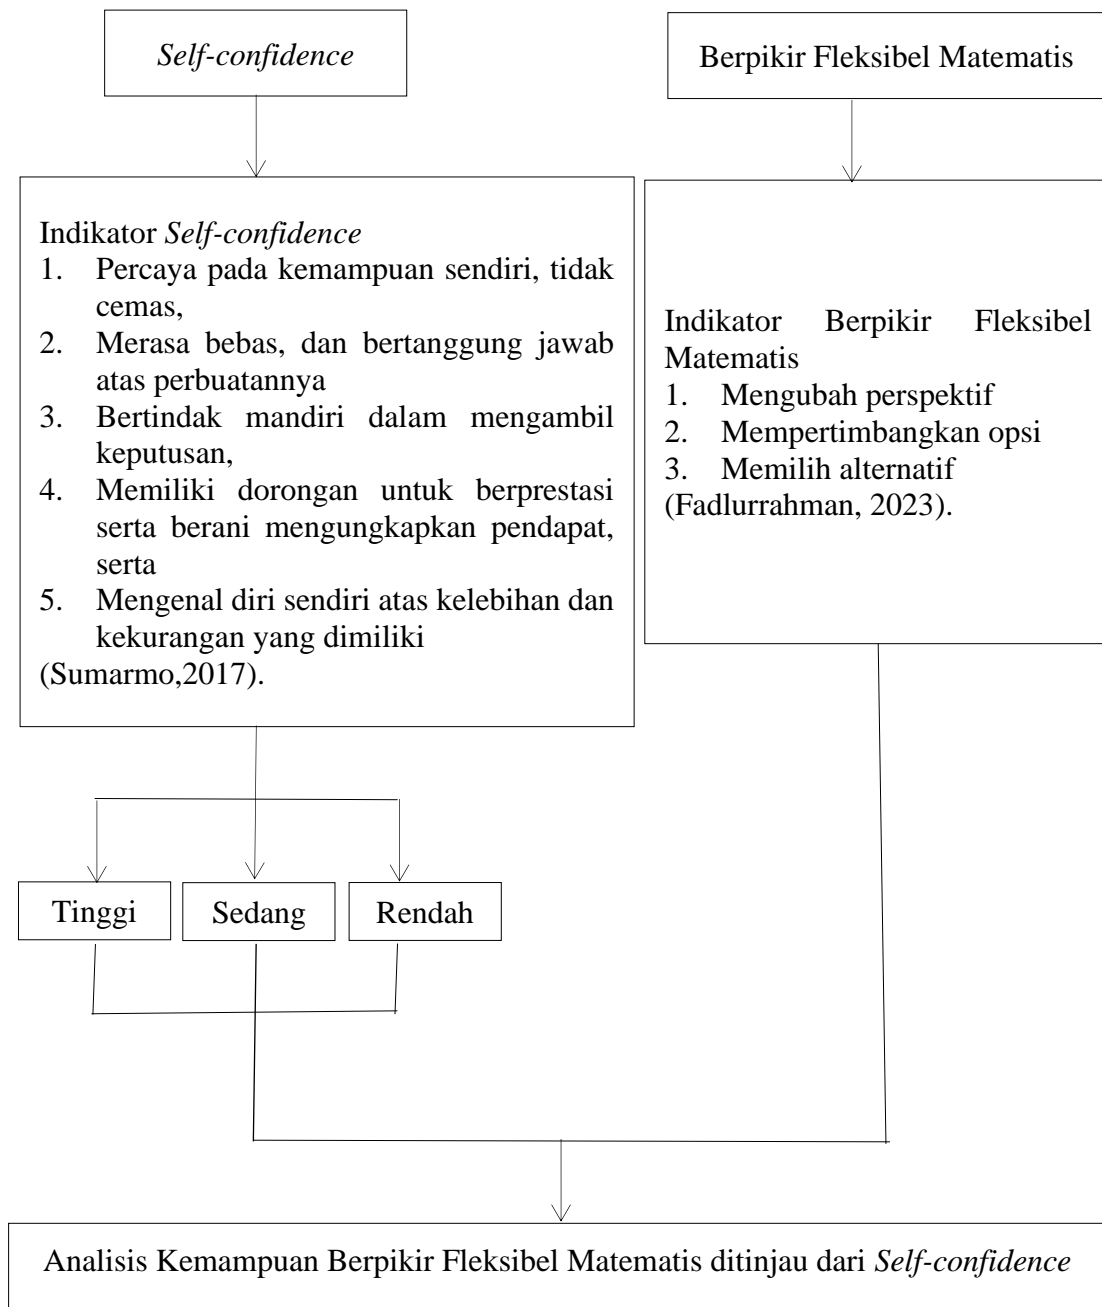 Self-confidence
Berpikir Fleksibel Matematis
Indikator Self-confidence
1. Percaya pada kemampuan sendiri, tidak
cemas,
2. Merasa bebas, dan bertanggung jawab
atas perbuatannya
3. Bertindak mandiri dalam mengambil
keputusan,
4. Memiliki dorongan untuk berprestasi
serta berani mengungkapkan pendapat,
serta
5. Mengenal diri sendiri atas kelebihan dan
kekurangan yang dimiliki
(Sumarmo,2017).
Indikator Berpikir Fleksibel
Matematis
1. Mengubah perspektif
2. Mempertimbangkan opsi
3. Memilih alternatif
(Fadlurrahman, 2023).
Tinggi
Sedang
Rendah
Analisis Kemampuan Berpikir Fleksibel Matematis ditinjau dari Self-confidence